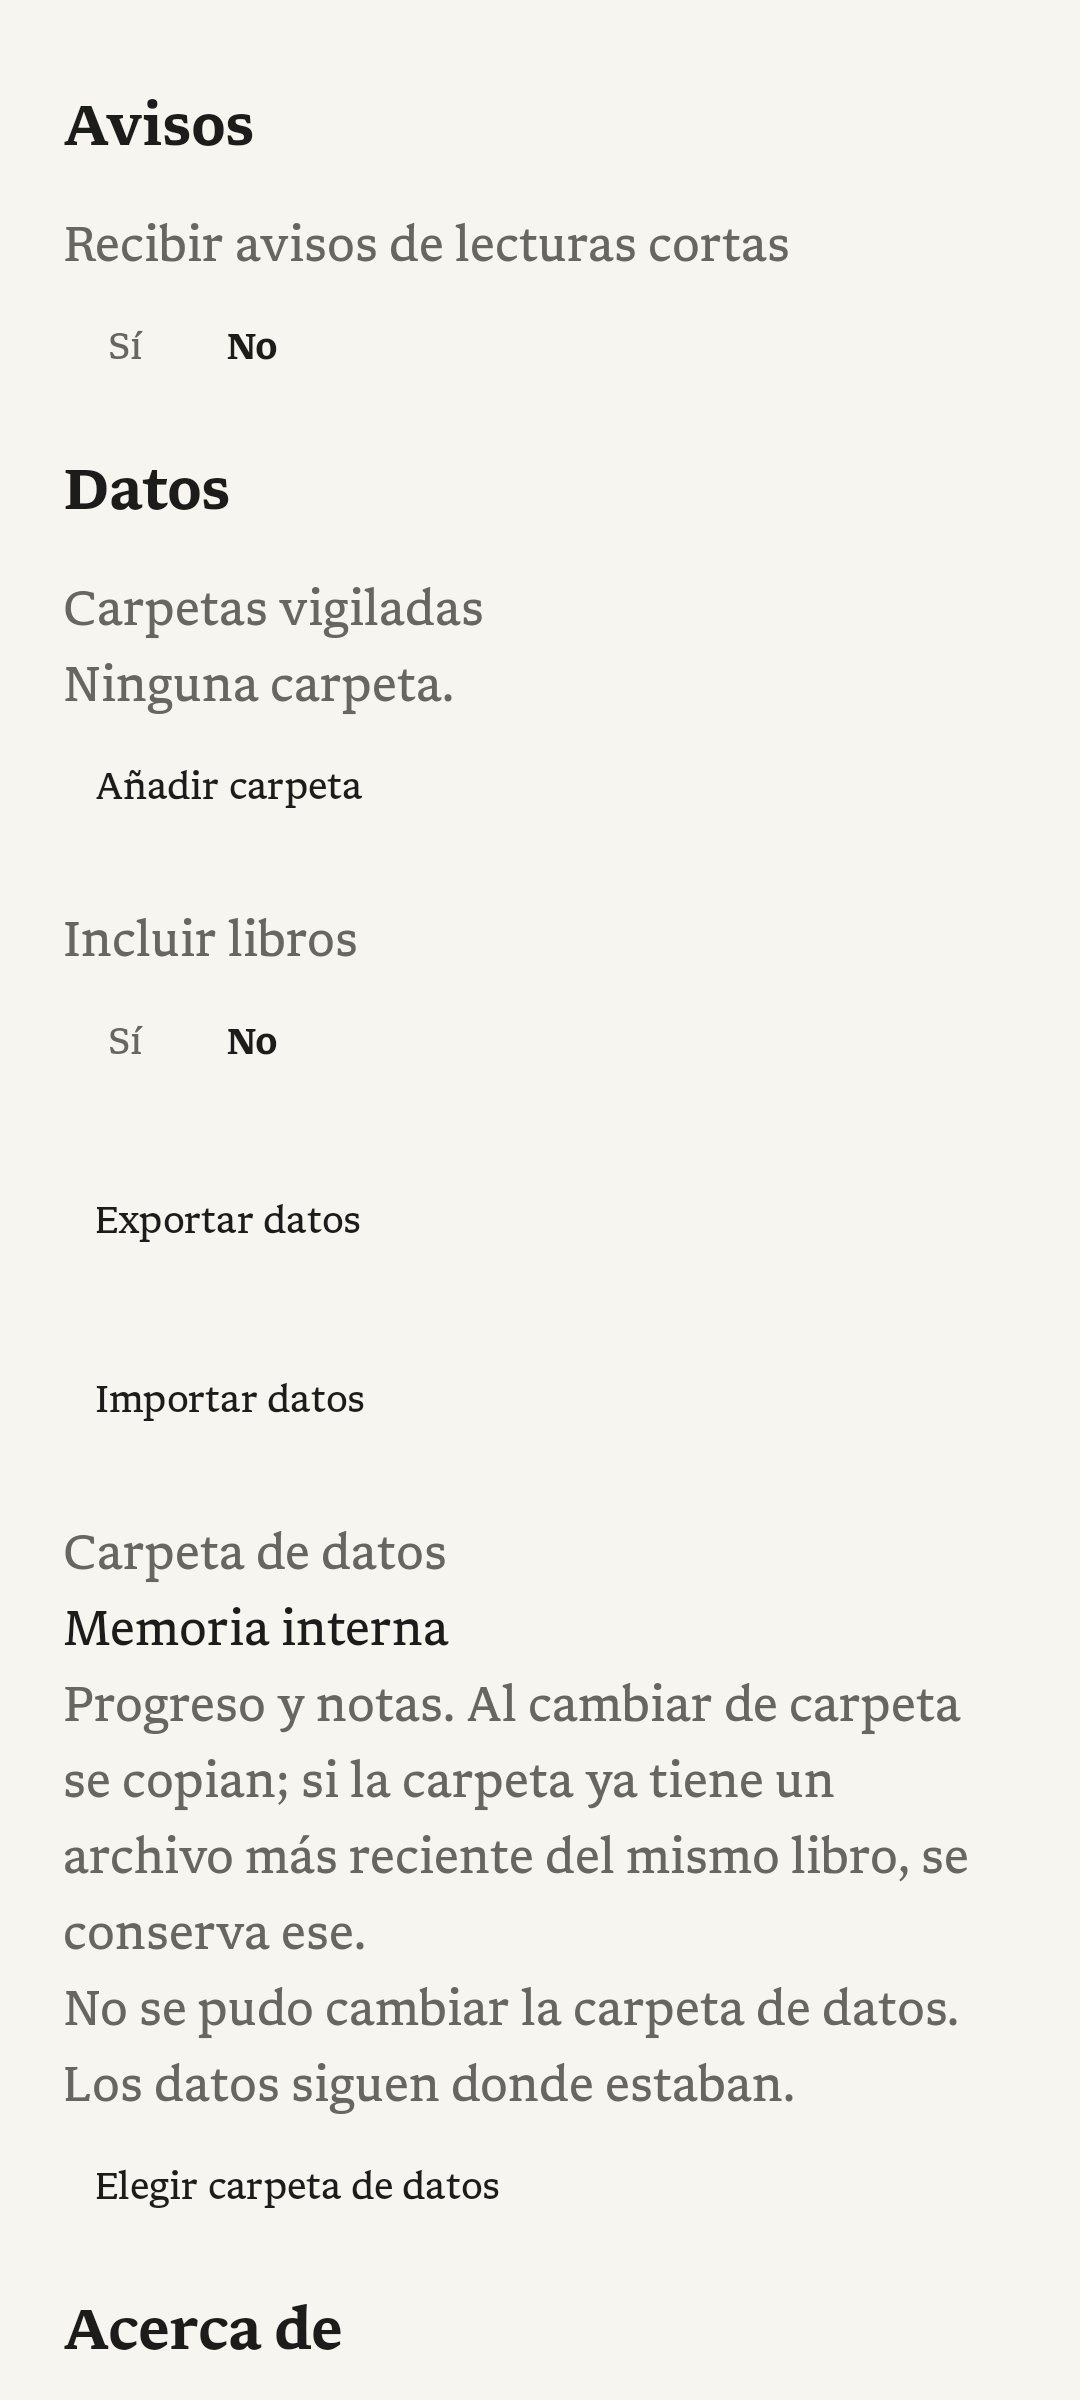 Avisos
Recibir avisos de lecturas cortas
Sí No
Datos
Carpetas vigiladas
Ninguna carpeta.
Añadir carpeta
Incluir libros
Sí No
Exportar datos
Importar datos
Carpeta de datos
Memoria interna
Progreso y notas. Al cambiar de carpeta
se copian; si la carpeta ya tiene un
archivo más reciente del mismo libro, se
conserva ese.
No se pudo cambiar la carpeta de datos.
Los datos siguen donde estaban.
Elegir carpeta de datos
Acerca de